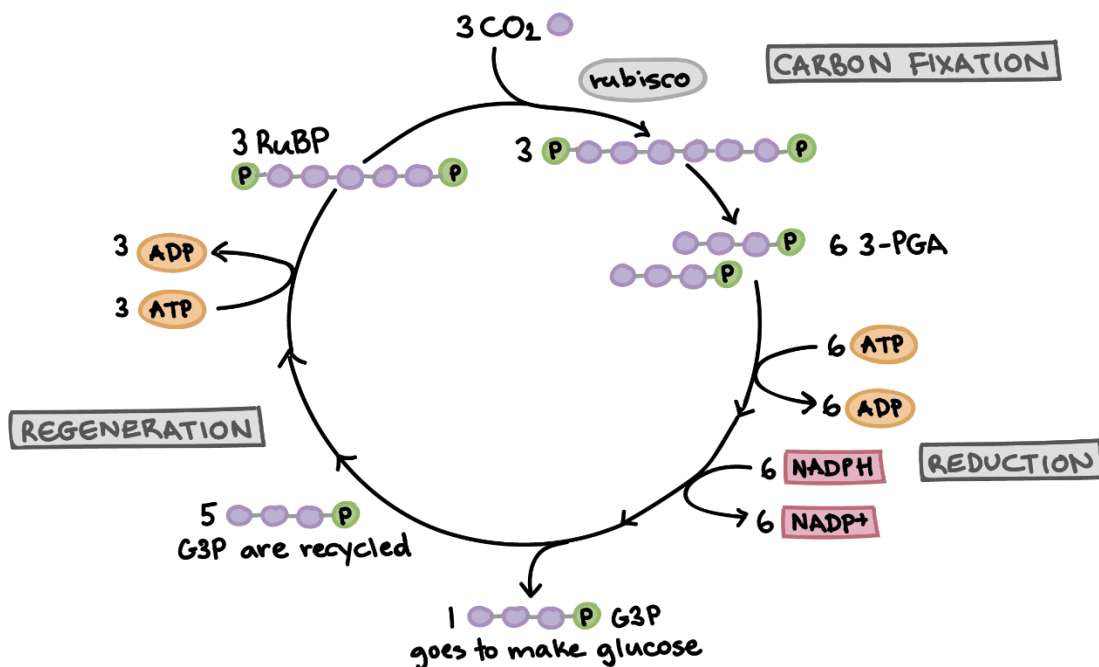 3 CO2
rubisco
CARBON FIXATION
3 RuBP
P P
3 P P
P 6 3-PGA
P
3 ADP
3 ATP
6 ATP
6 ADP
REGENERATION
6 NADPH
REDUCTION
6 NADP+
5 P
G3P are recycled
1 P G3P
goes to make glucose